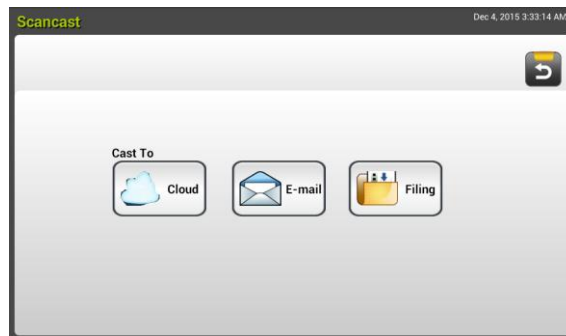 Scancast
Dec 4, 2015 3:33:14 AM
Cast To
Cloud
E-mail
Filing